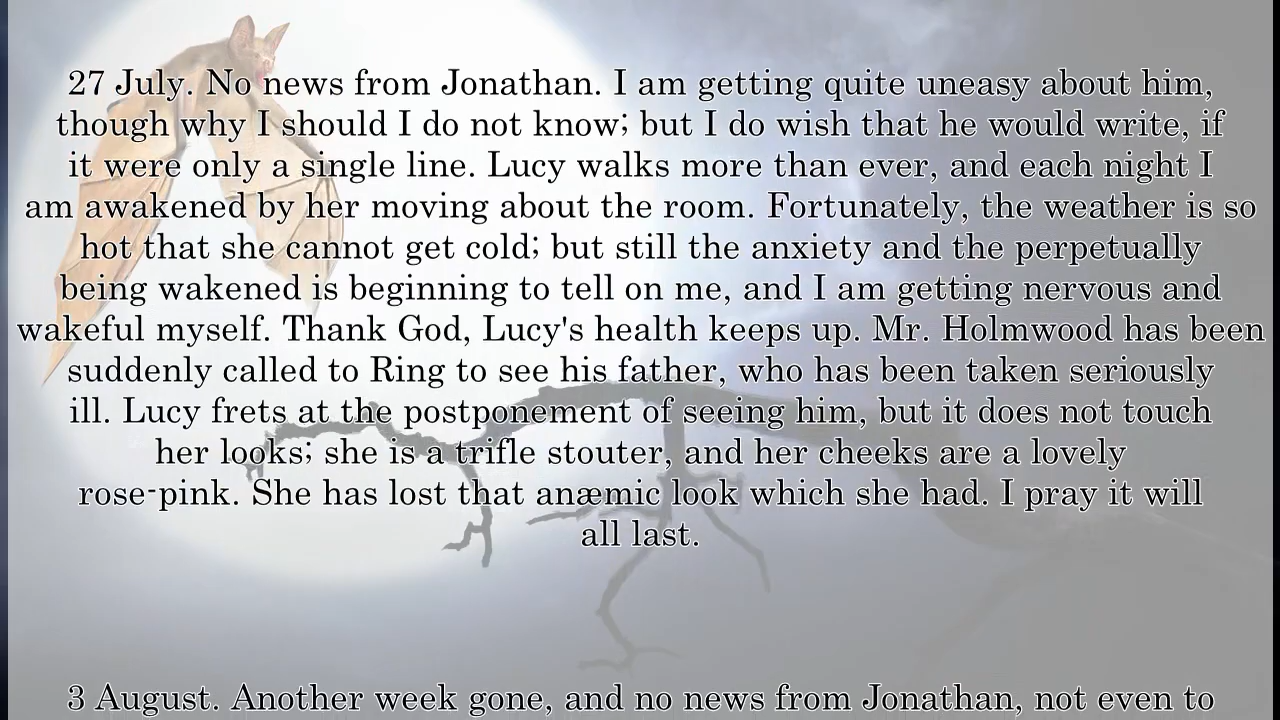 27 July. No news from Jonathan. I am getting quite uneasy about him,
though why I should I do not know; but I do wish that he would write, if
it were only a single line. Lucy walks more than ever, and each night I
am awakened by her moving about the room. Fortunately, the weather is so
hot that she cannot get cold; but still the anxiety and the perpetually
being wakened is beginning to tell on me, and I am getting nervous and
wakeful myself. Thank God, Lucy's health keeps up. Mr. Holmwood has been
suddenly called to Ring to see his father, who has been taken seriously
ill. Lucy frets at the postponement of seeing him, but it does not touch
her looks; she is a trifle stouter, and her cheeks are a lovely
rose-pink. She has lost that anæmic look which she had. I pray it will
all last.
3 August. Another week gone, and no news from Jonathan, not even to